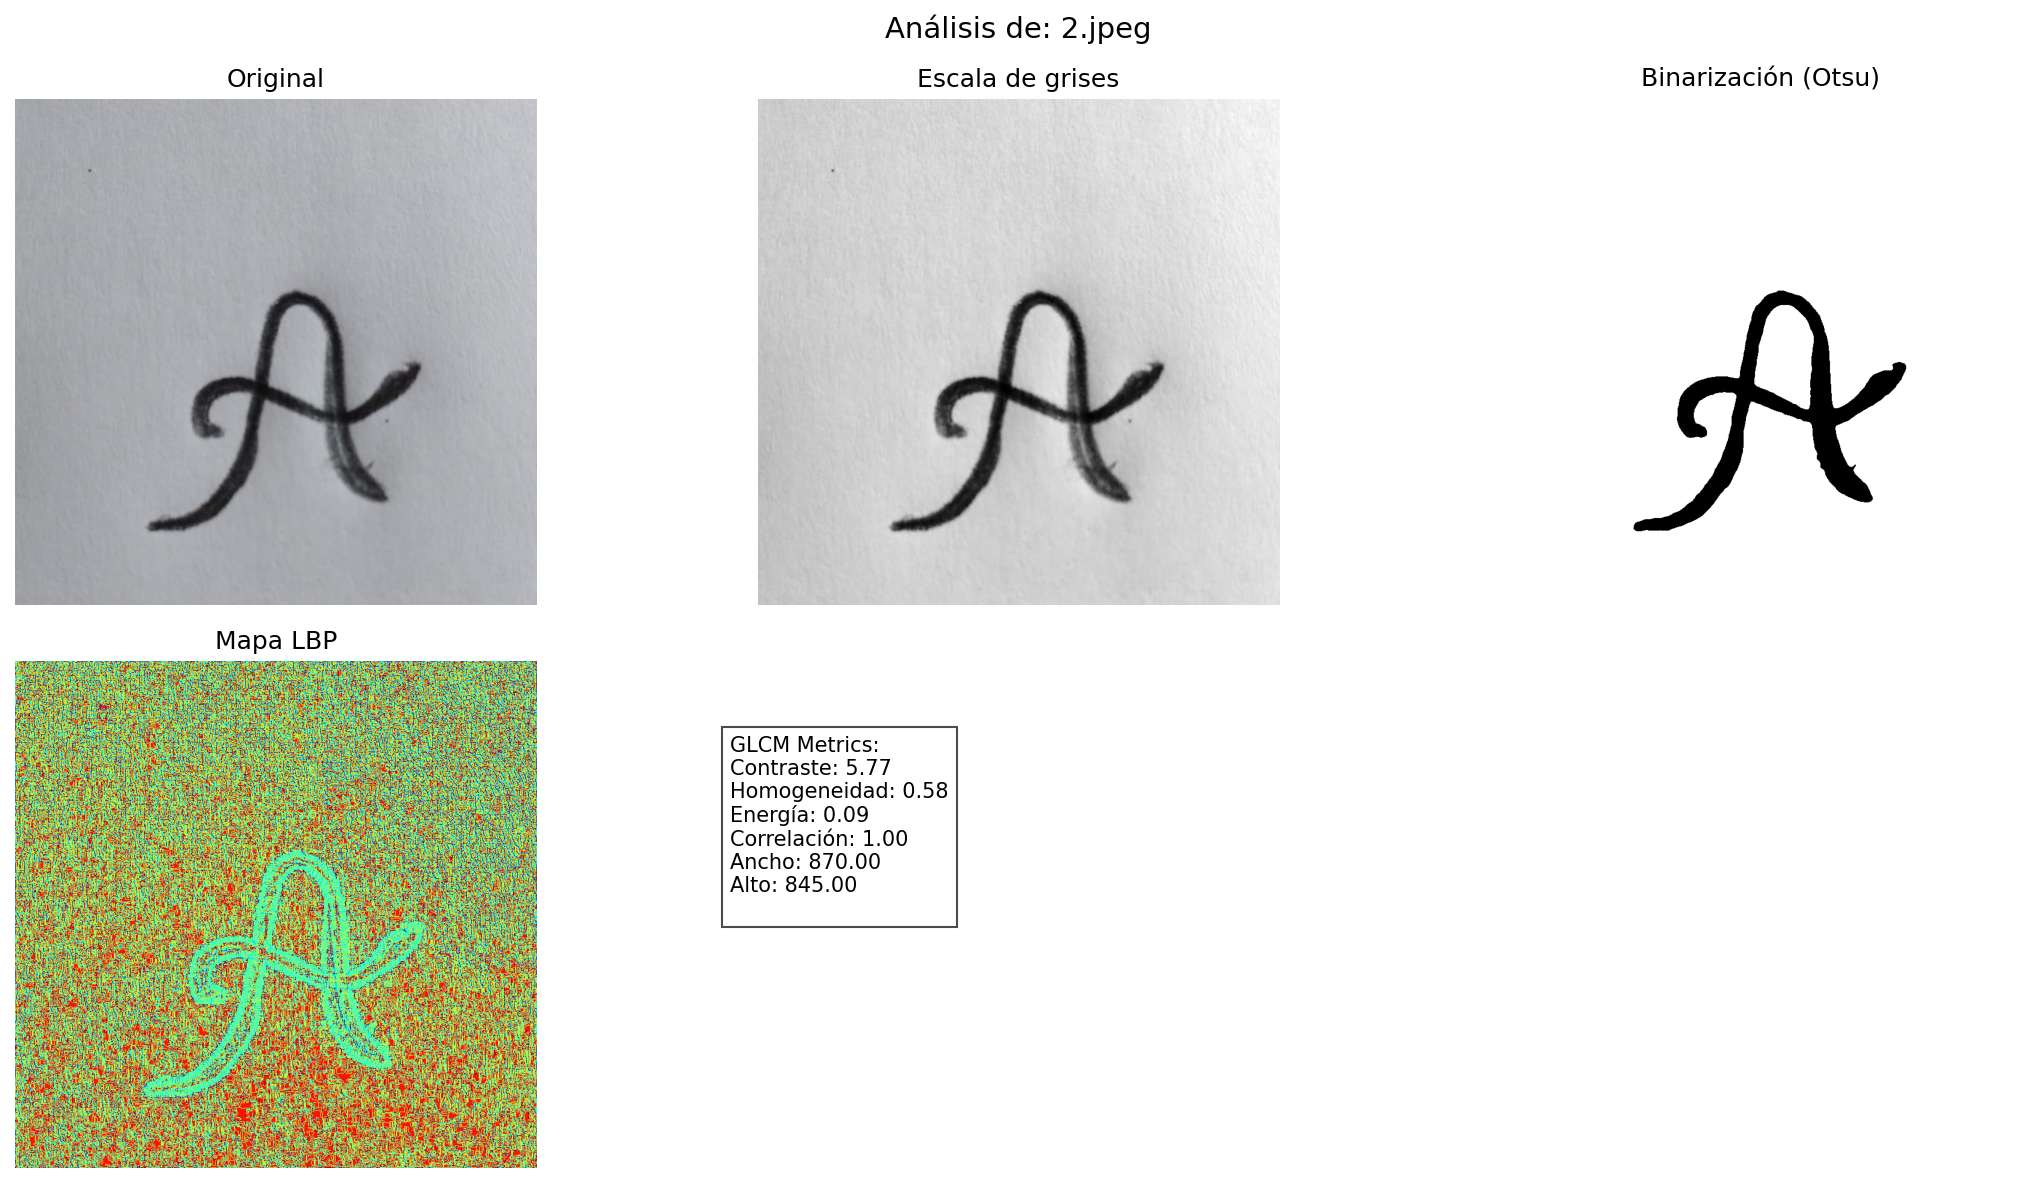 Análisis de: 2.jpeg
Original
Escala de grises
Binarización (Otsu)
A
A
A
Mapa LBP
A
GLCM Metrics:
Contraste: 5.77
Homogeneidad: 0.58
Energía: 0.09
Correlación: 1.00
Ancho: 870.00
Alto: 845.00